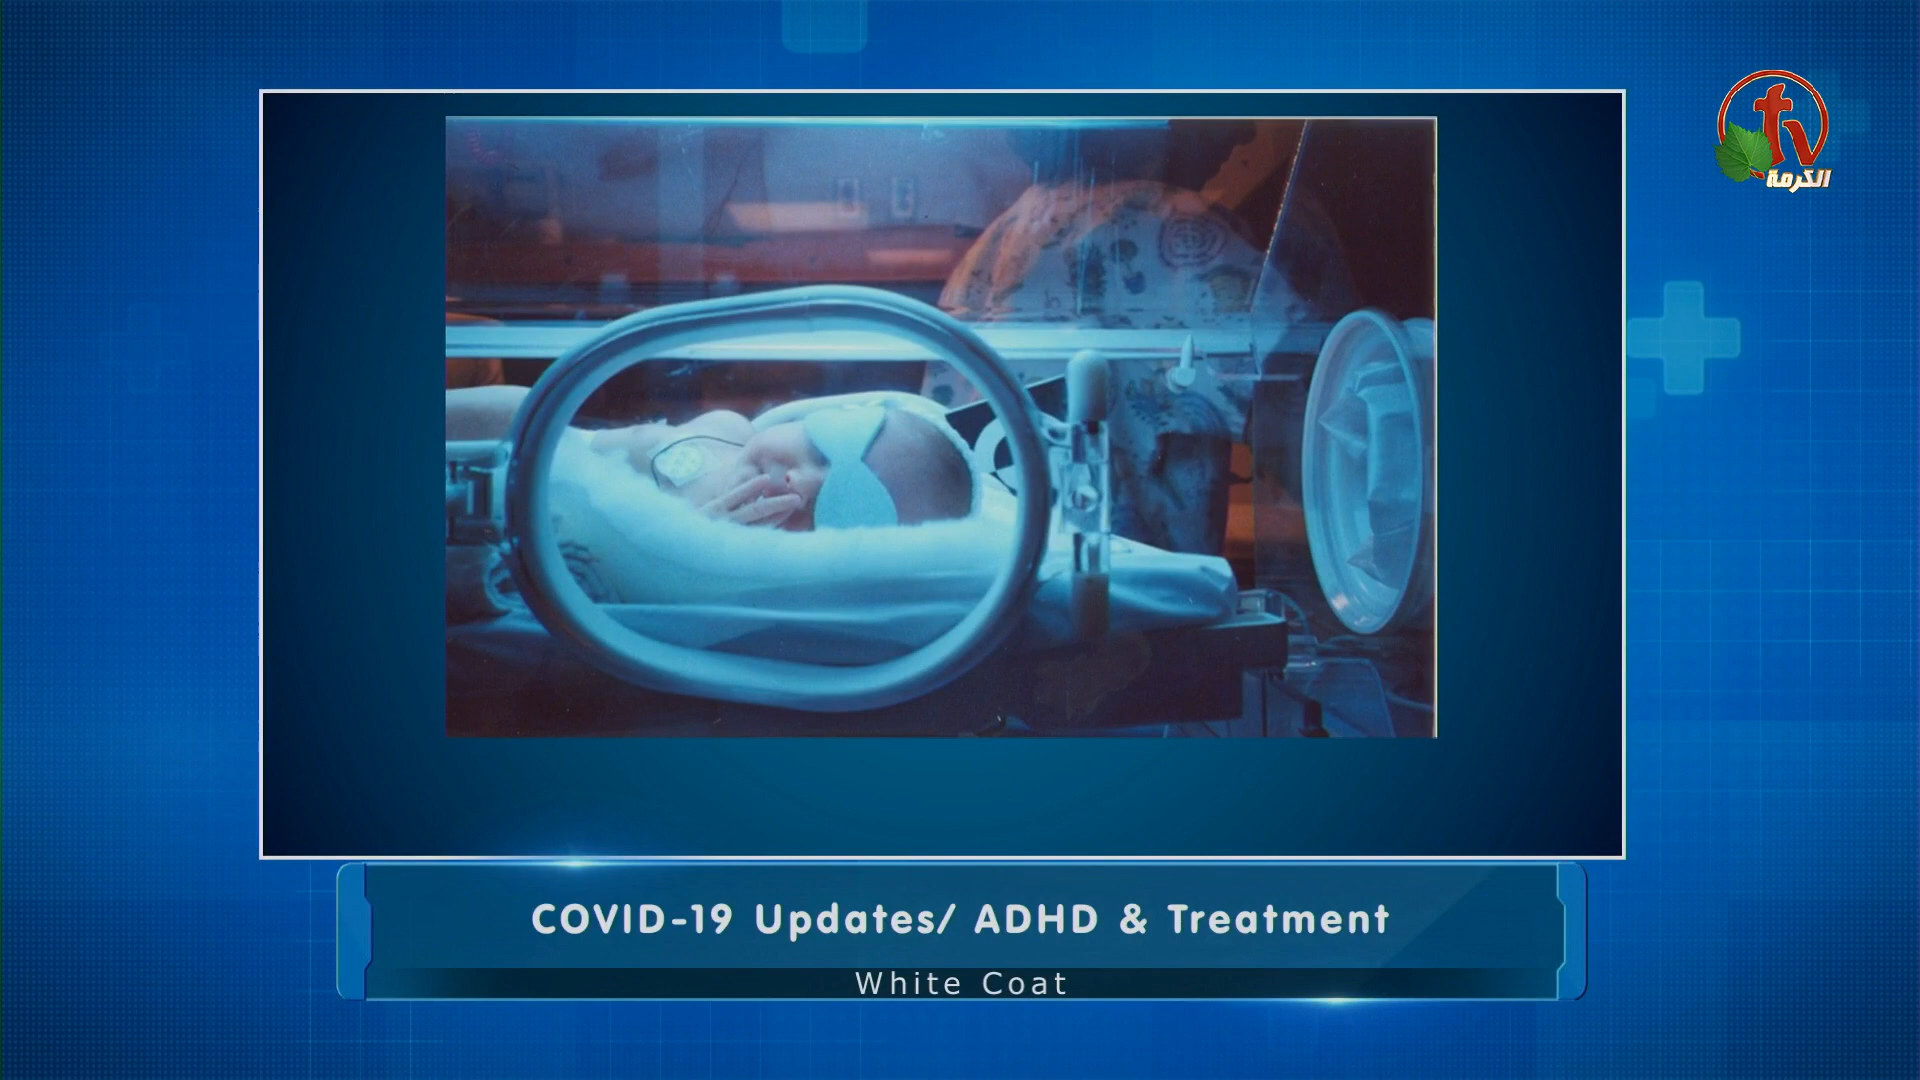 tv
الكرمة
COVID-19 Updates/ ADHD & Treatment
White Coat